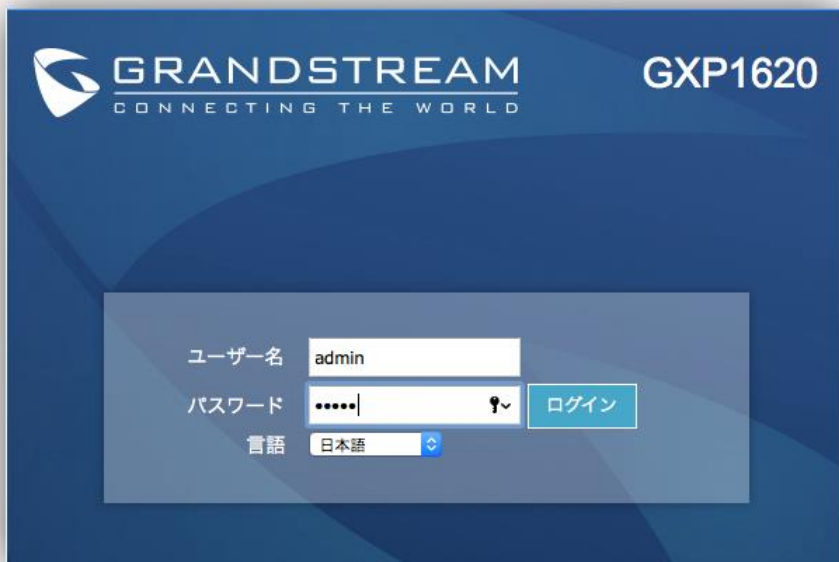 GRANDSTREAM
CONNECTING THE WORLD
GXP1620
ユーザー名 admin
パスワード ••••• ログイン
言語 日本語